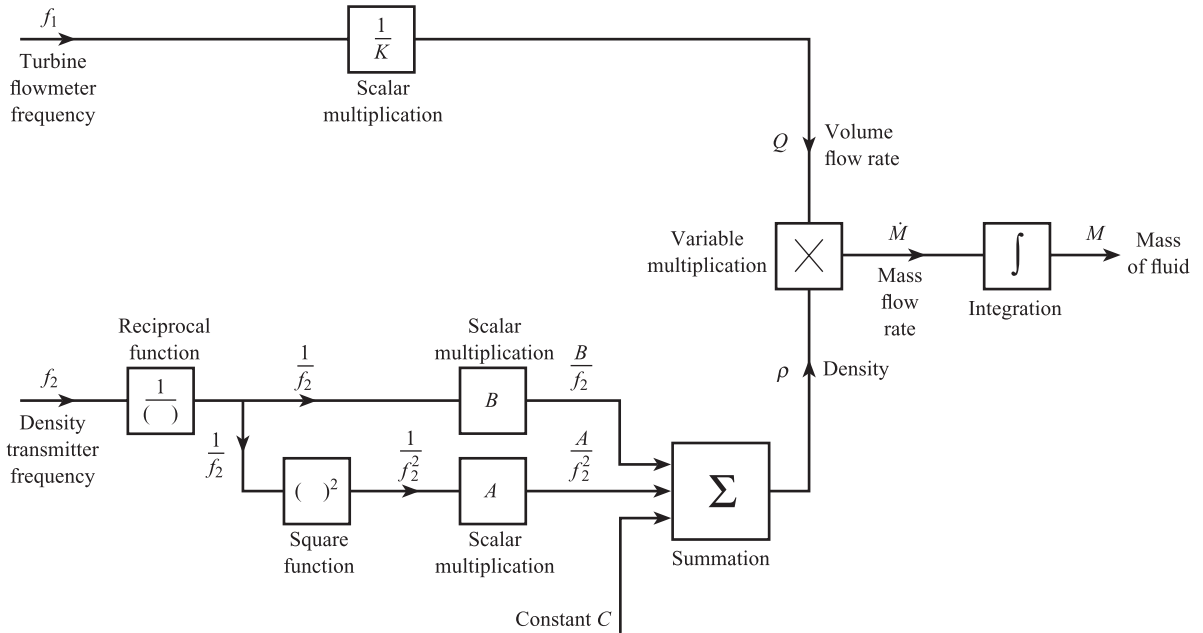 f₁
Turbine
flowmeter
frequency
1/K
Scalar
multiplication
Q
Volume
flow rate
Variable
multiplication
×
Ṁ
Mass
flow
rate
∫
Integration
M
Mass
of fluid
Reciprocal
function
f₂
Density
transmitter
frequency
1/( )
1/f₂
1/f₂
Scalar
multiplication
B
B/f₂
( )²
Square
function
1/f₂²
A
Scalar
multiplication
A/f₂²
Σ
Summation
ρ
Density
Constant C